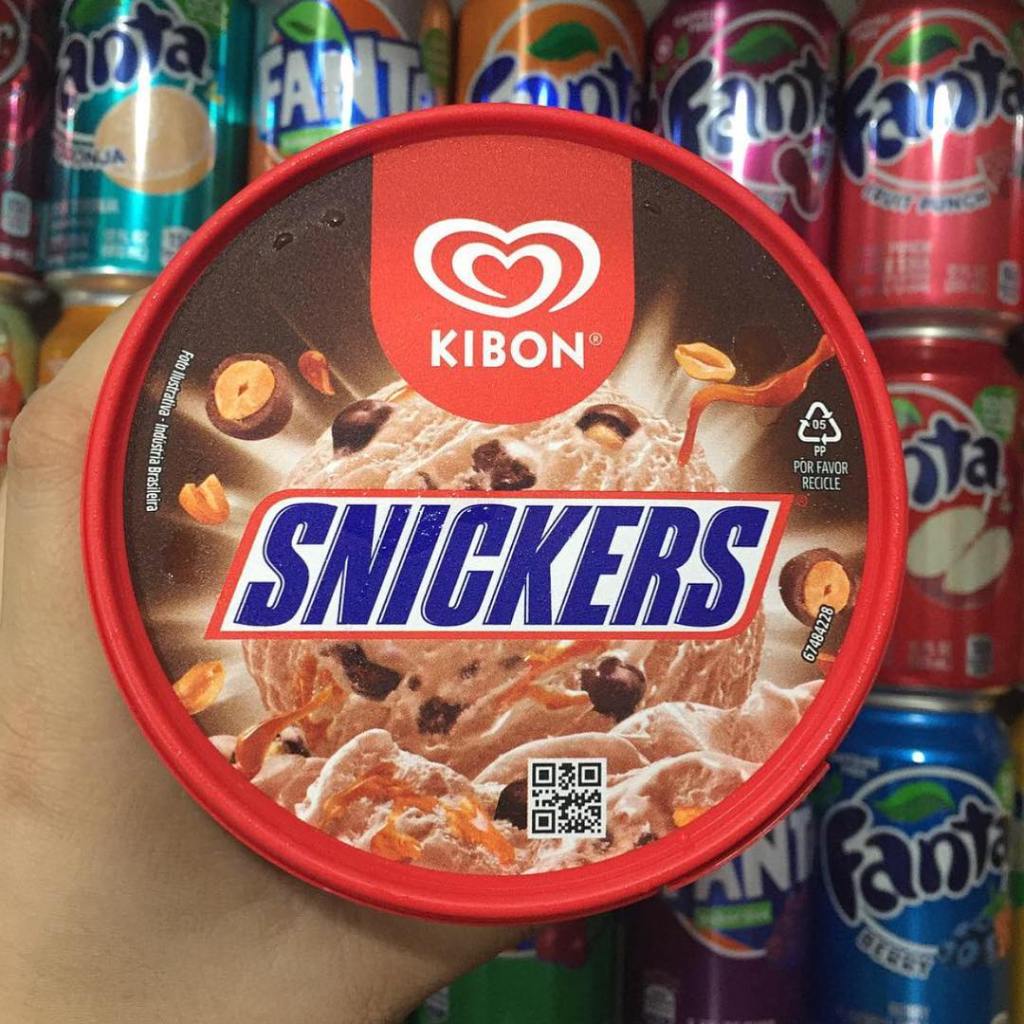 Fanta
FANTA
Fanta
Fanta
Fanta
FRUIT PUNCH
KIBON®
Foto Ilustrativa - Indústria Brasileira
05
PP
POR FAVOR
RECICLE
SNICKERS
67484228
Fanta
BERRY